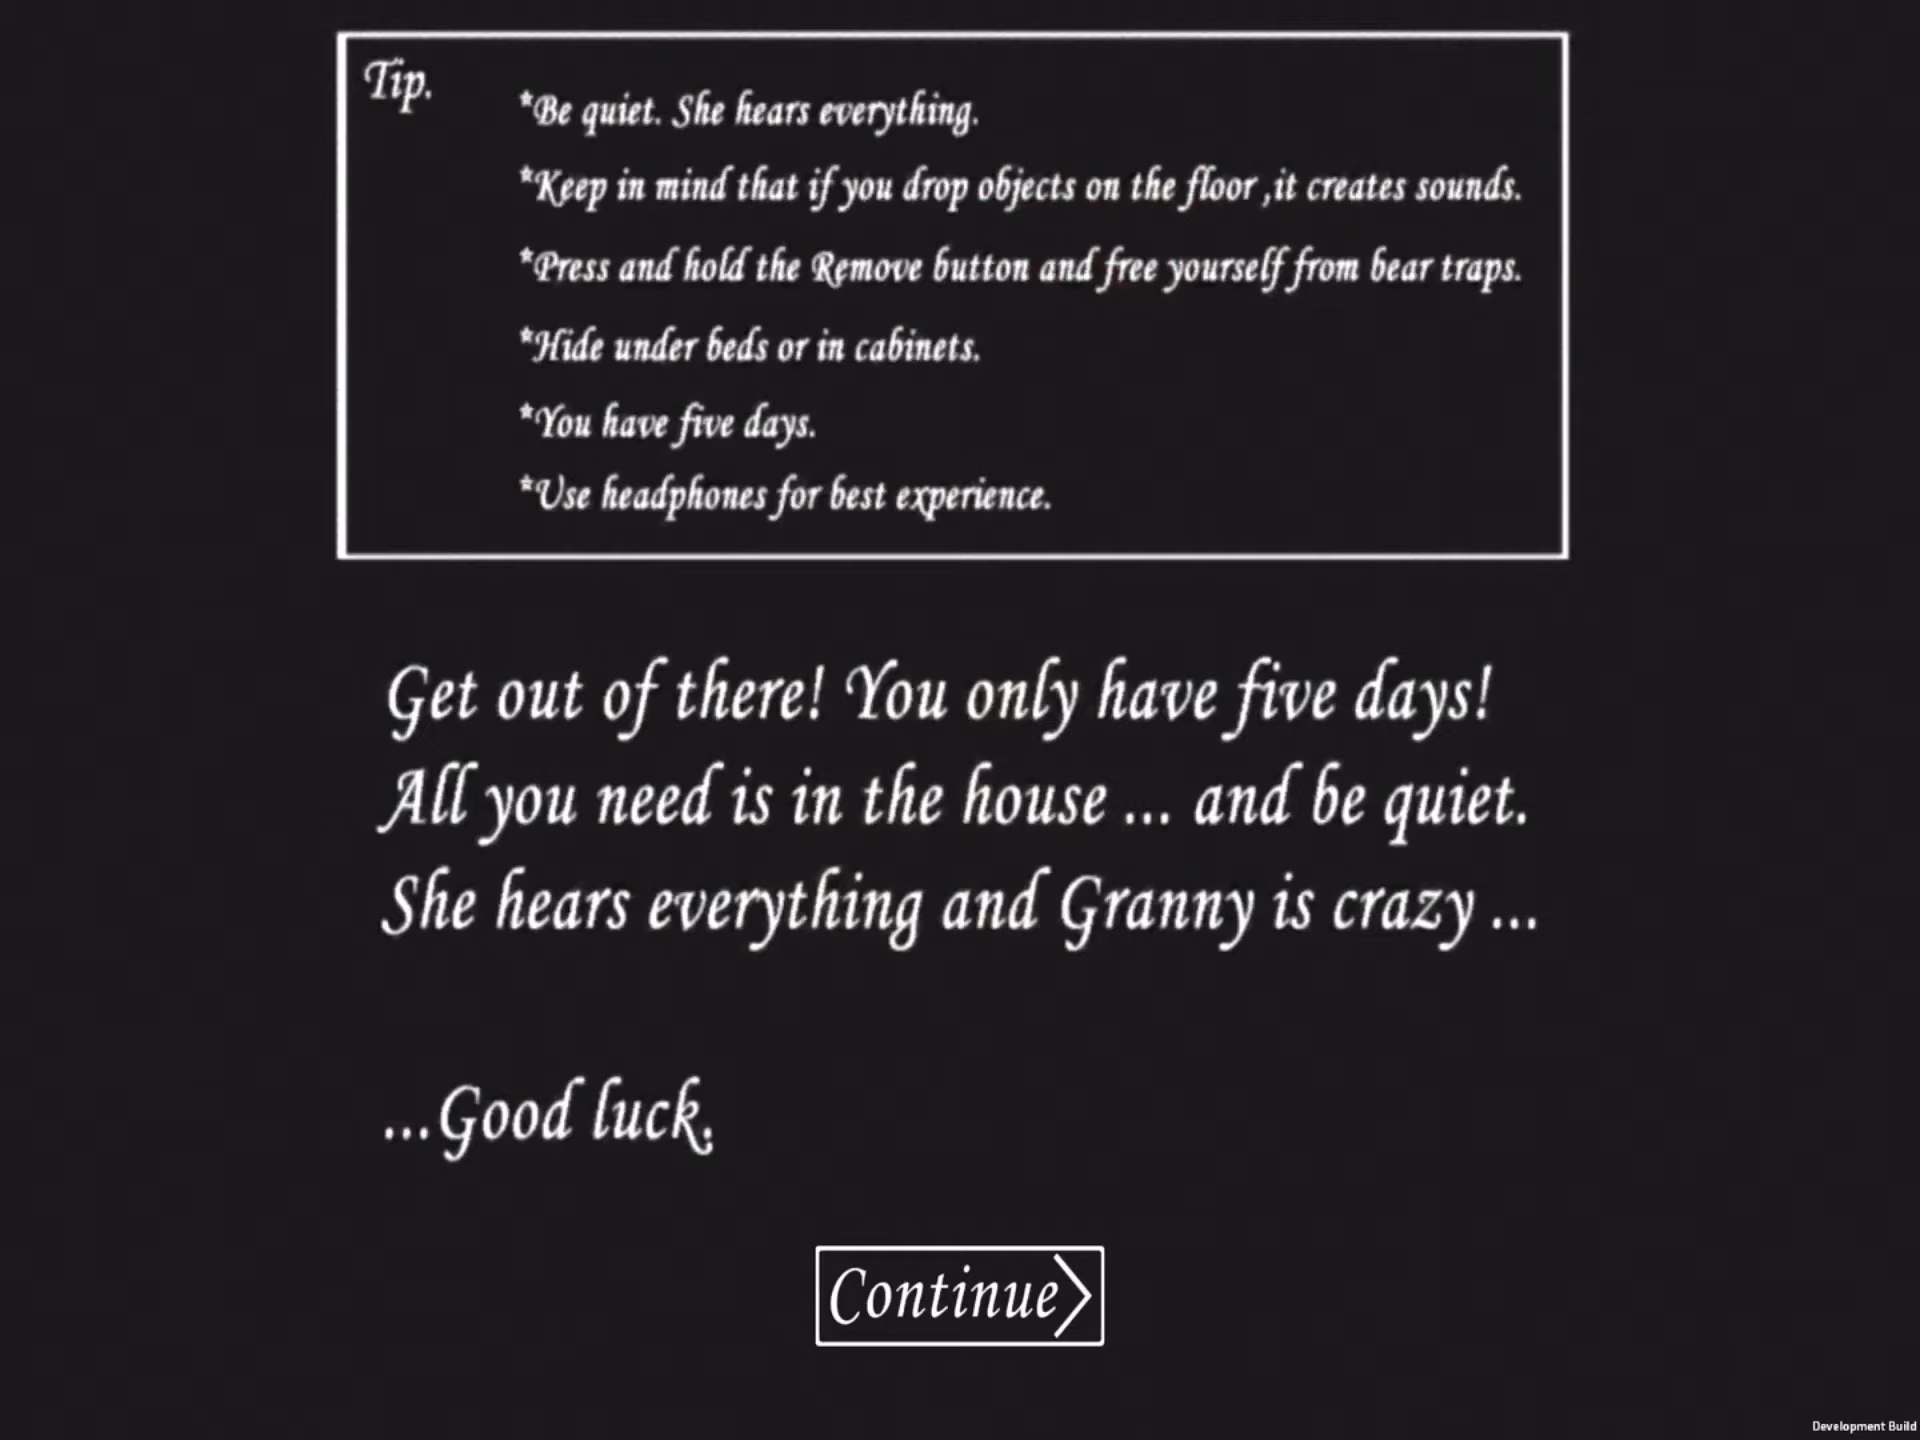 Tip.
*Be quiet. She hears everything.
*Keep in mind that if you drop objects on the floor ,it creates sounds.
*Press and hold the Remove button and free yourself from bear traps.
*Hide under beds or in cabinets.
*You have five days.
*Use headphones for best experience.
Get out of there! You only have five days!
All you need is in the house ... and be quiet.
She hears everything and Granny is crazy ...
...Good luck.
Continue
Development Build